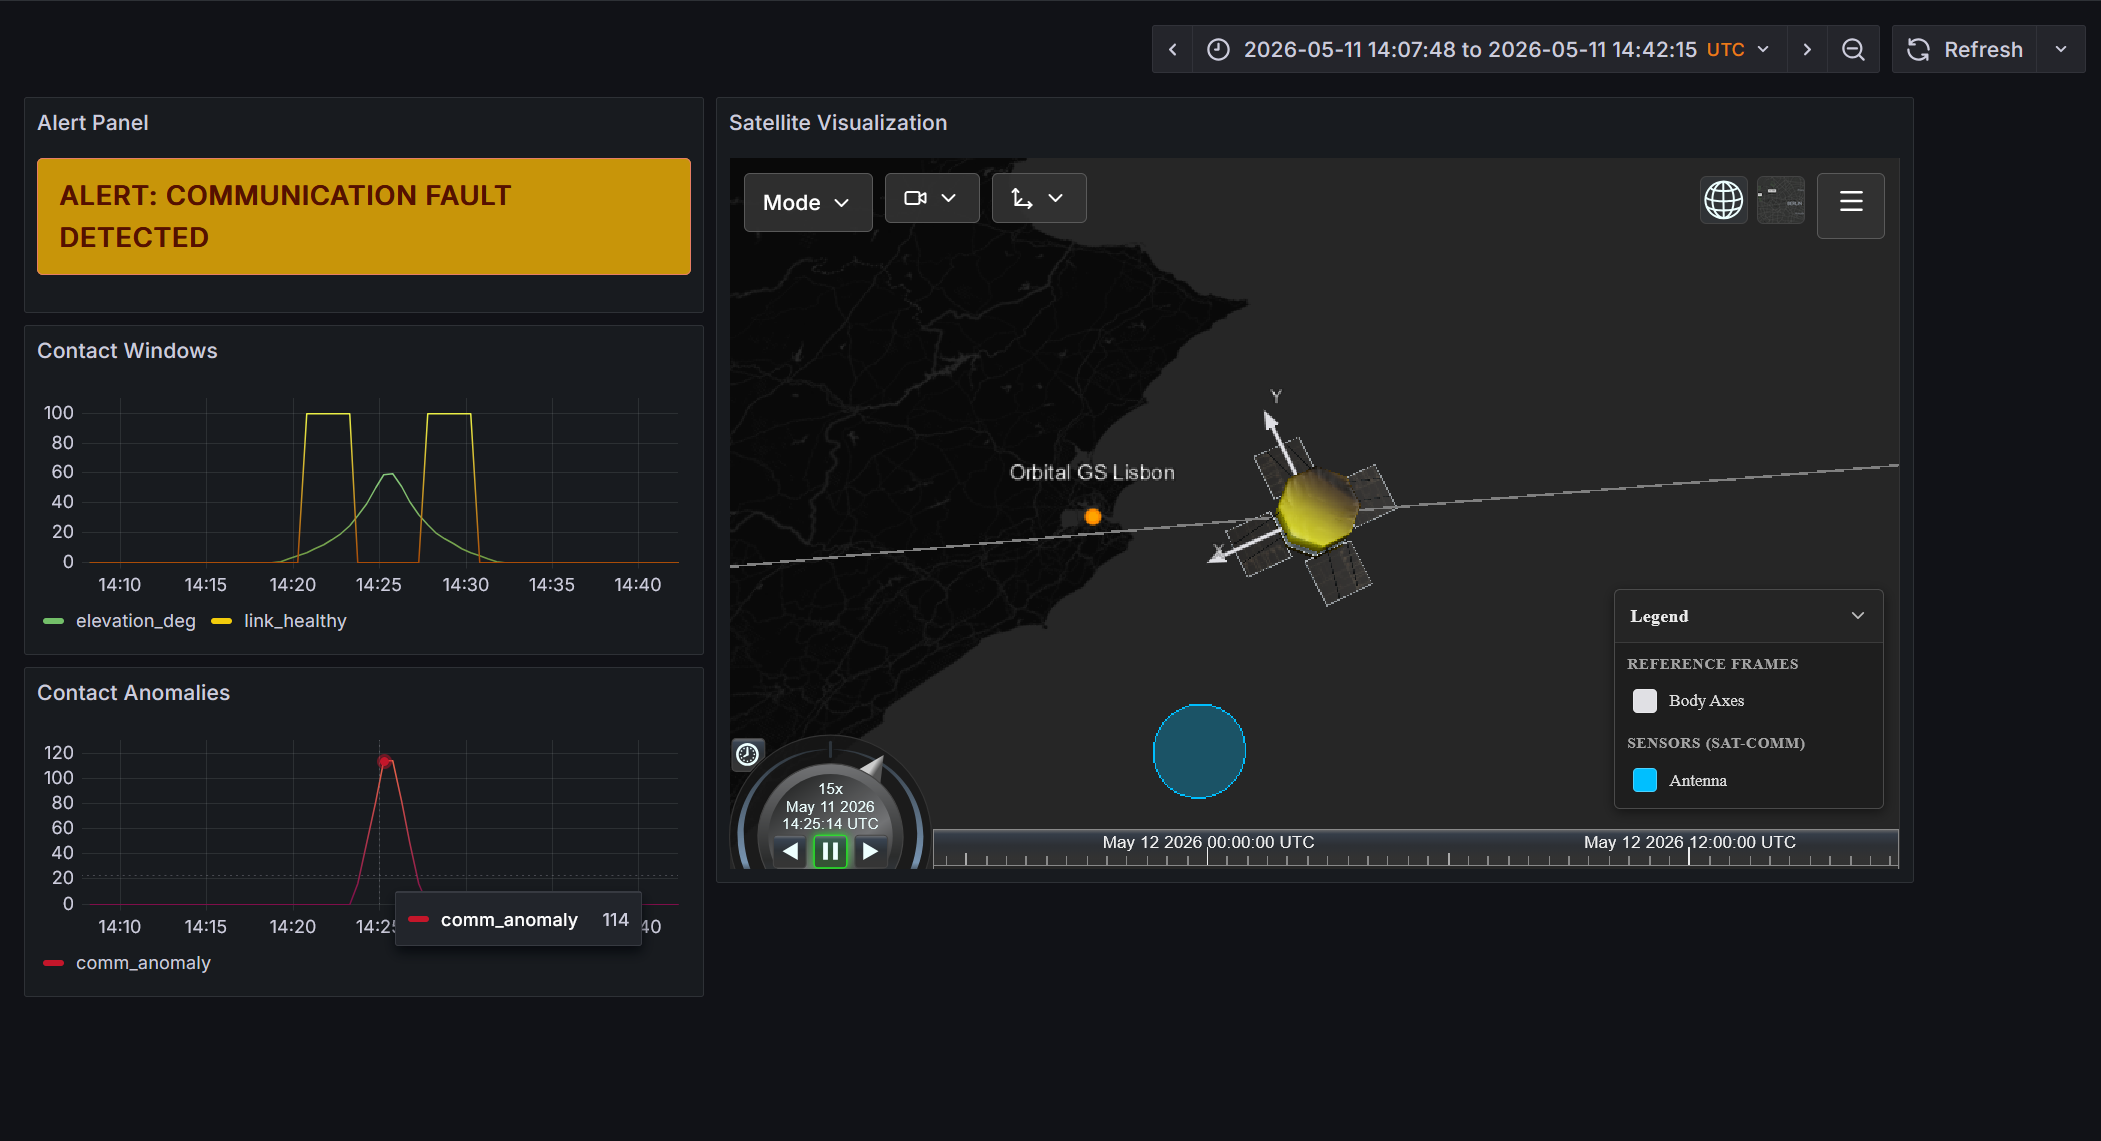 2026-05-11 14:07:48 to 2026-05-11 14:42:15 UTC
Refresh
Alert Panel
ALERT: COMMUNICATION FAULT
DETECTED
Contact Windows
100
80
60
40
20
0
14:10 14:15 14:20 14:25 14:30 14:35 14:40
elevation_deg link_healthy
Contact Anomalies
120
100
80
60
40
20
0
14:10 14:15 14:20 14:25 40
comm_anomaly 114
comm_anomaly
Satellite Visualization
Mode
Y
Orbital GS Lisbon
X
Legend
REFERENCE FRAMES
Body Axes
SENSORS (SAT-COMM)
Antenna
15x
May 11 2026
14:25:14 UTC
May 12 2026 00:00:00 UTC
May 12 2026 12:00:00 UTC